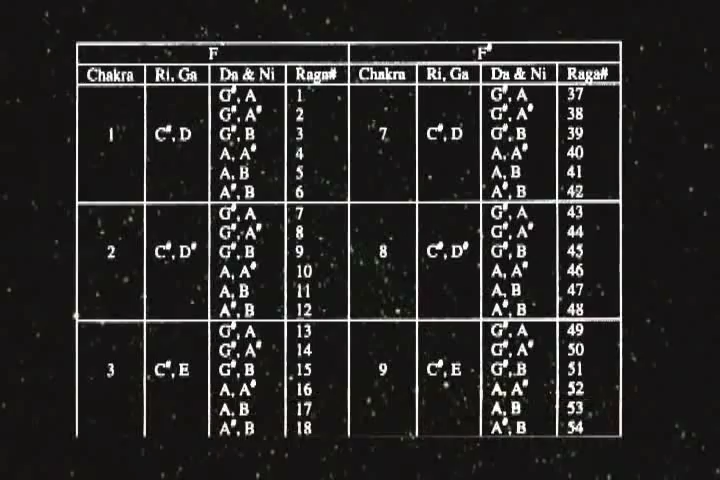 F F#
Chakra Ri, Ga Da & Ni Raga# Chakra Ri, Ga Da & Ni Raga#
G#, A 1 G#, A 37
G#, A# 2 G#, A# 38
1 C#, D G#, B 3 7 C#, D G#, B 39
A, A# 4 A, A# 40
A, B 5 A, B 41
A#, B 6 A#, B 42
G#, A 7 G#, A 43
G#, A# 8 G#, A# 44
2 C#, D# G#, B 9 8 C#, D# G#, B 45
A, A# 10 A, A# 46
A, B 11 A, B 47
A#, B 12 A#, B 48
G#, A 13 G#, A 49
G#, A# 14 G#, A# 50
3 C#, E G#, B 15 9 C#, E G#, B 51
A, A# 16 A, A# 52
A, B 17 A, B 53
A#, B 18 A#, B 54